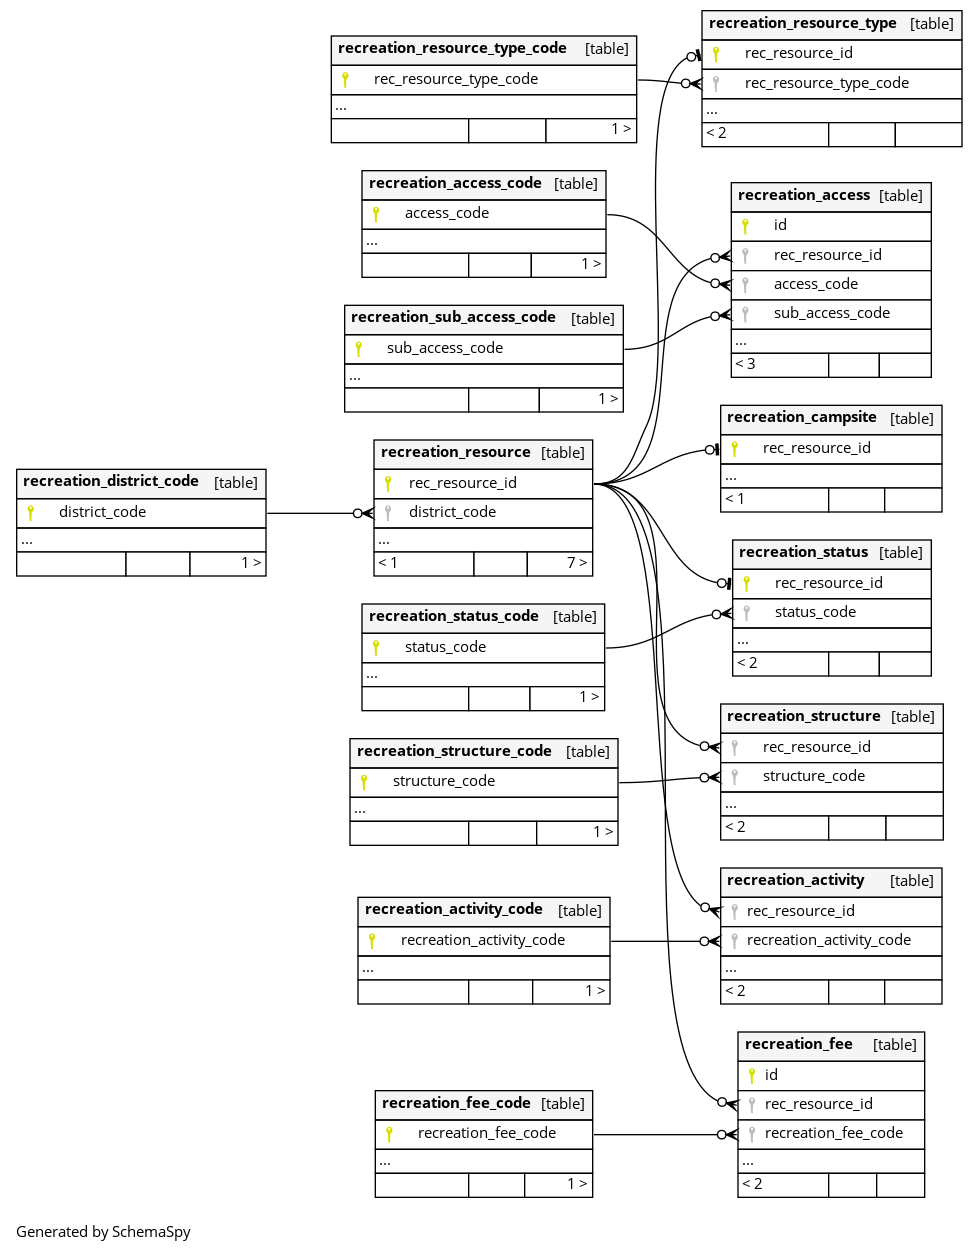 recreation_resource_type_code [table]
rec_resource_type_code
...
1 >
recreation_resource_type [table]
rec_resource_id
rec_resource_type_code
...
< 2
recreation_access_code [table]
access_code
...
1 >
recreation_access [table]
id
rec_resource_id
access_code
sub_access_code
...
< 3
recreation_sub_access_code [table]
sub_access_code
...
1 >
recreation_campsite [table]
rec_resource_id
...
< 1
recreation_district_code [table]
district_code
...
1 >
recreation_resource [table]
rec_resource_id
district_code
...
< 1 7 >
recreation_status [table]
rec_resource_id
status_code
...
< 2
recreation_status_code [table]
status_code
...
1 >
recreation_structure [table]
rec_resource_id
structure_code
...
< 2
recreation_structure_code [table]
structure_code
...
1 >
recreation_activity [table]
rec_resource_id
recreation_activity_code
...
< 2
recreation_activity_code [table]
recreation_activity_code
...
1 >
recreation_fee [table]
id
rec_resource_id
recreation_fee_code
...
< 2
recreation_fee_code [table]
recreation_fee_code
...
1 >
Generated by SchemaSpy